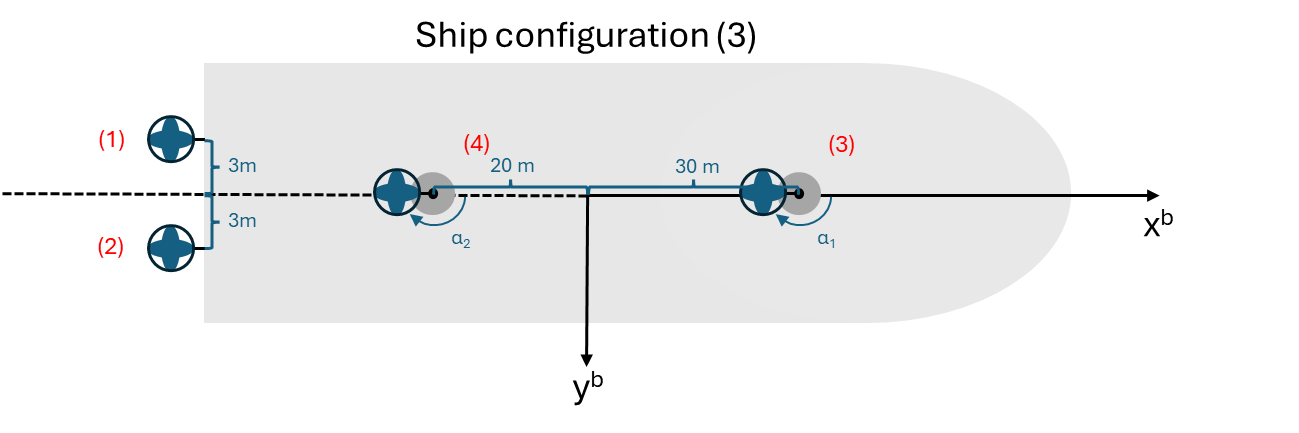 Ship configuration (3)
(1)
(4)
(3)
3m
20 m
30 m
3m
(2)
α₂
α₁
xᵇ
yᵇ